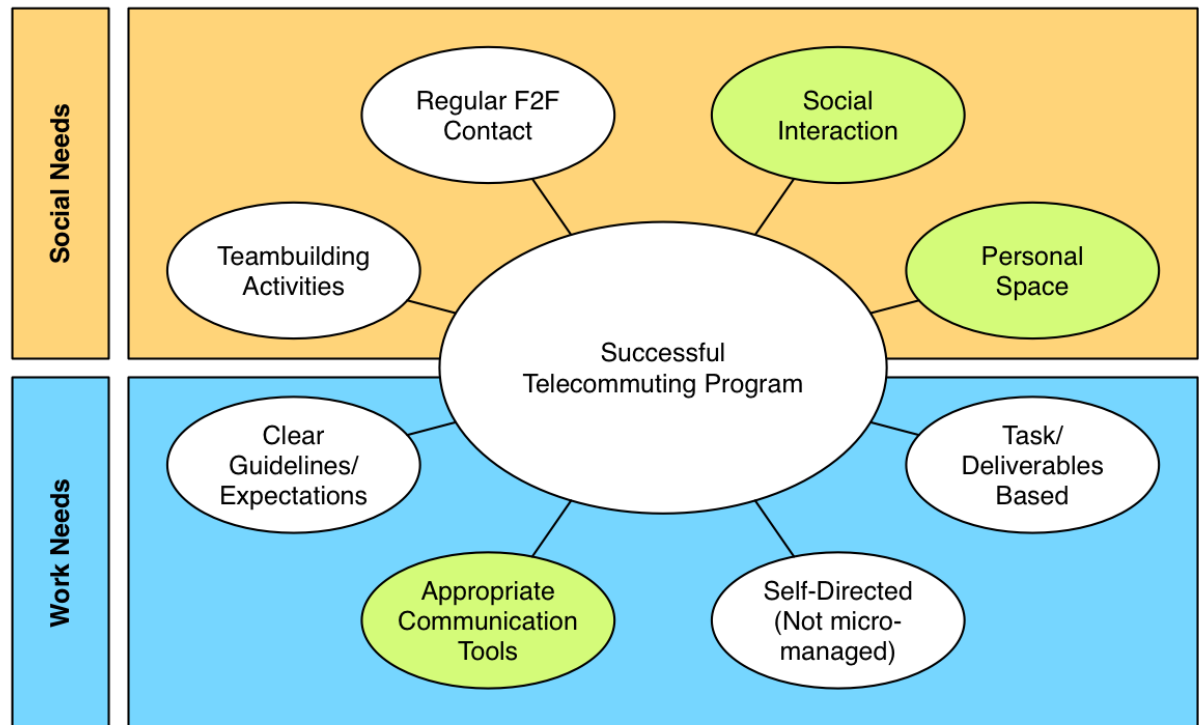 Social Needs
Regular F2F
Contact
Social
Interaction
Teambuilding
Activities
Personal
Space
Successful
Telecommuting Program
Work Needs
Clear
Guidelines/
Expectations
Task/
Deliverables
Based
Appropriate
Communication
Tools
Self-Directed
(Not micro-
managed)